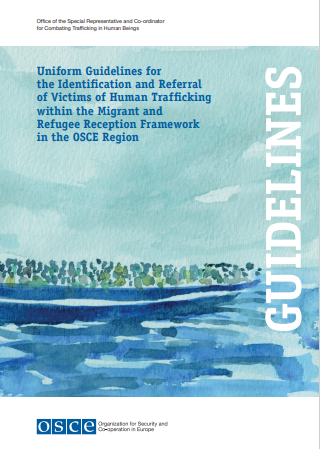 Office of the Special Representative and Co-ordinator
for Combating Trafficking in Human Beings
Uniform Guidelines for
the Identification and Referral
of Victims of Human Trafficking
within the Migrant and
Refugee Reception Framework
in the OSCE Region
GUIDELINES
osce
Organization for Security and
Co-operation in Europe